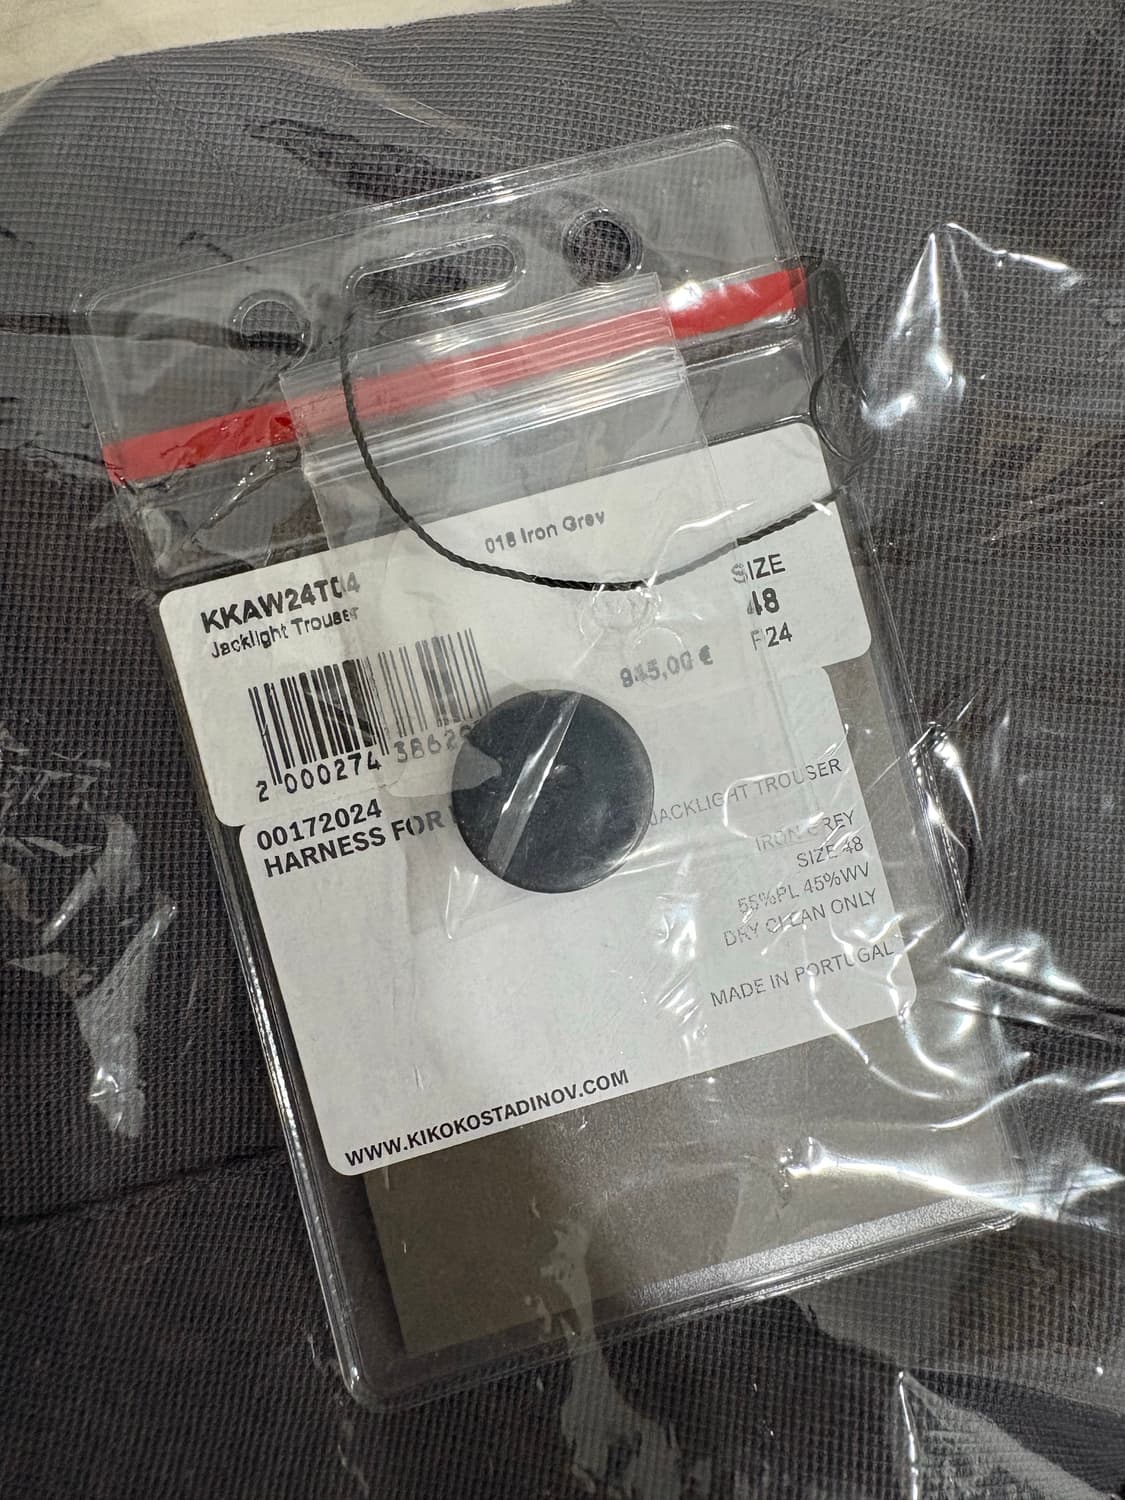 018 Iron Grey
KKAW24T04
Jacklight Trouser
SIZE
48
F24
2 000274 3862
00172024
HARNESS FOR
JACKLIGHT TROUSER
IRON GREY
SIZE 48
55%PL 45%WV
DRY CLEAN ONLY
MADE IN PORTUGAL
WWW.KIKOKOSTADINOV.COM